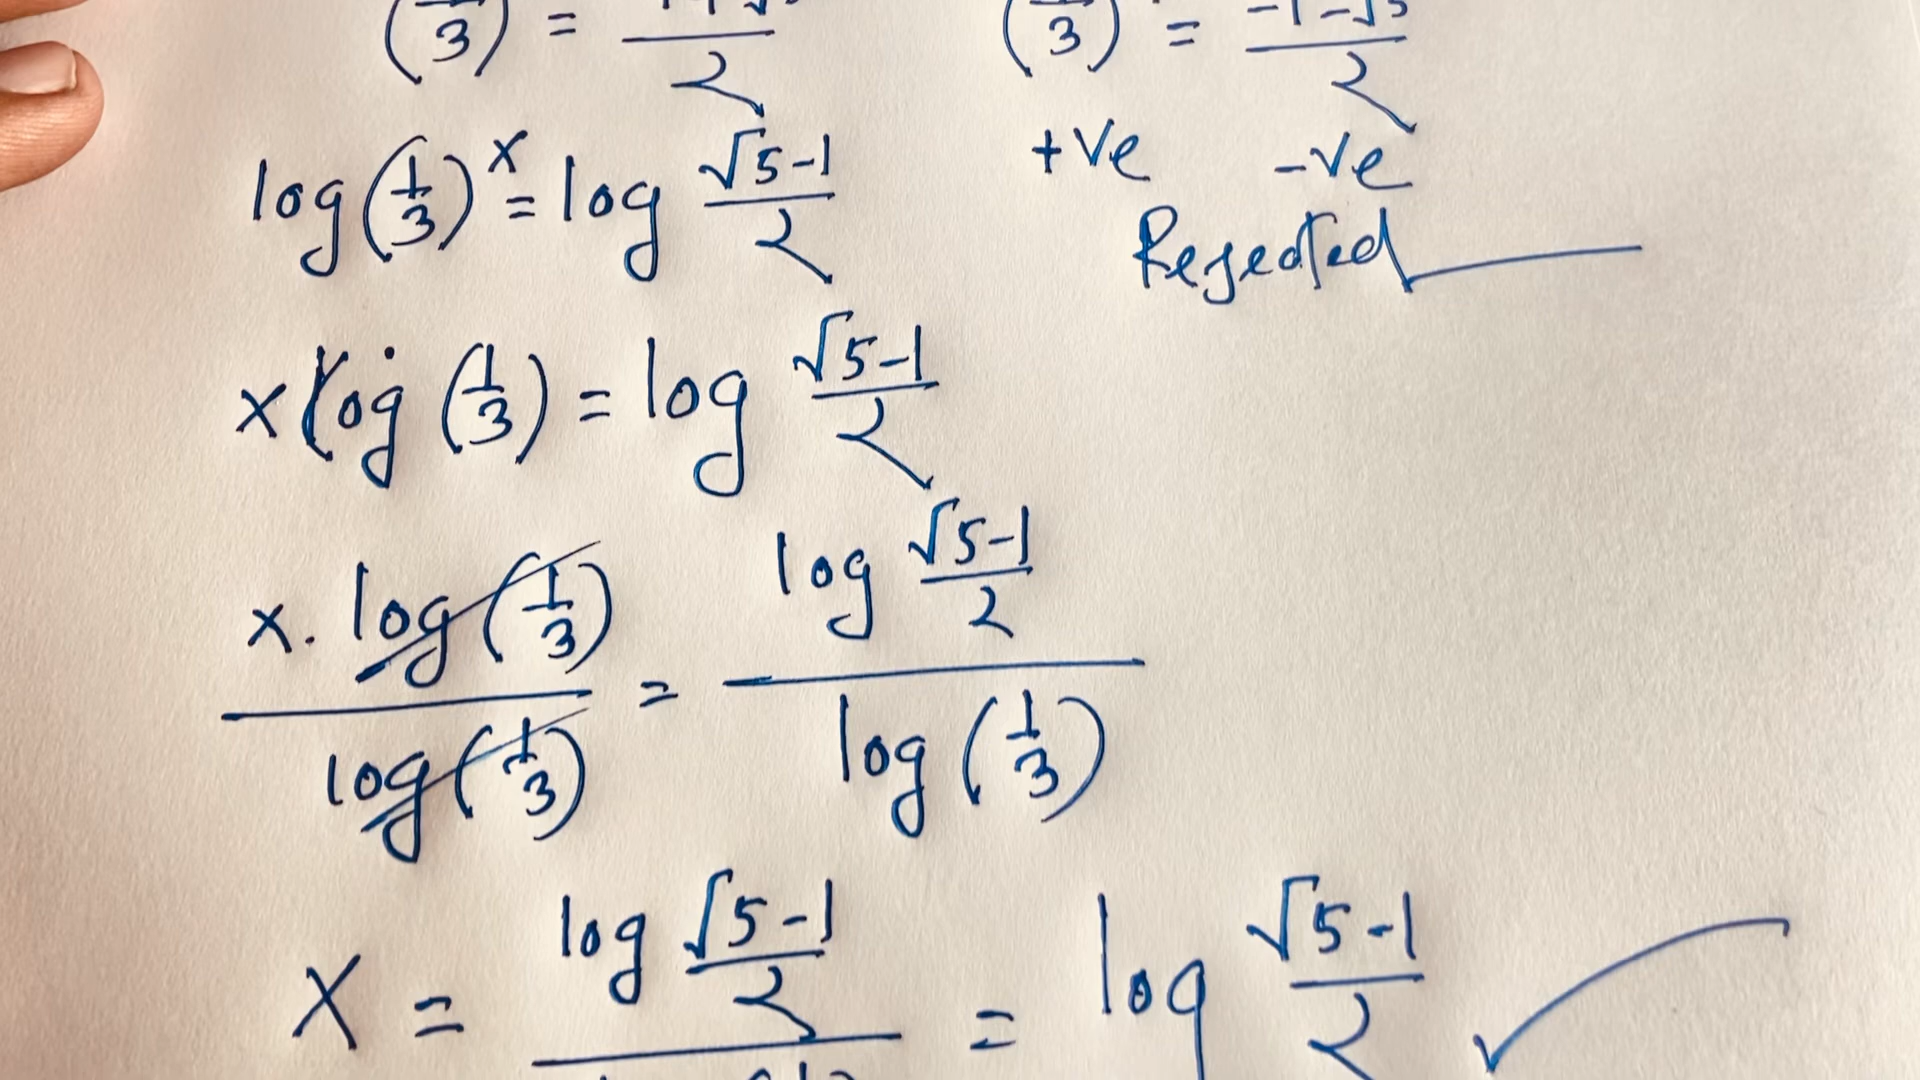 (1/3) = -1+√5/2 (1/3) = -1-√5/2
+ve -ve
Rejected
log(1/3)^x = log √5-1/2
x log (1/3) = log √5-1/2
x. log (1/3) / log (1/3) = log √5-1/2 / log (1/3)
x = log √5-1/2 = log √5-1/2